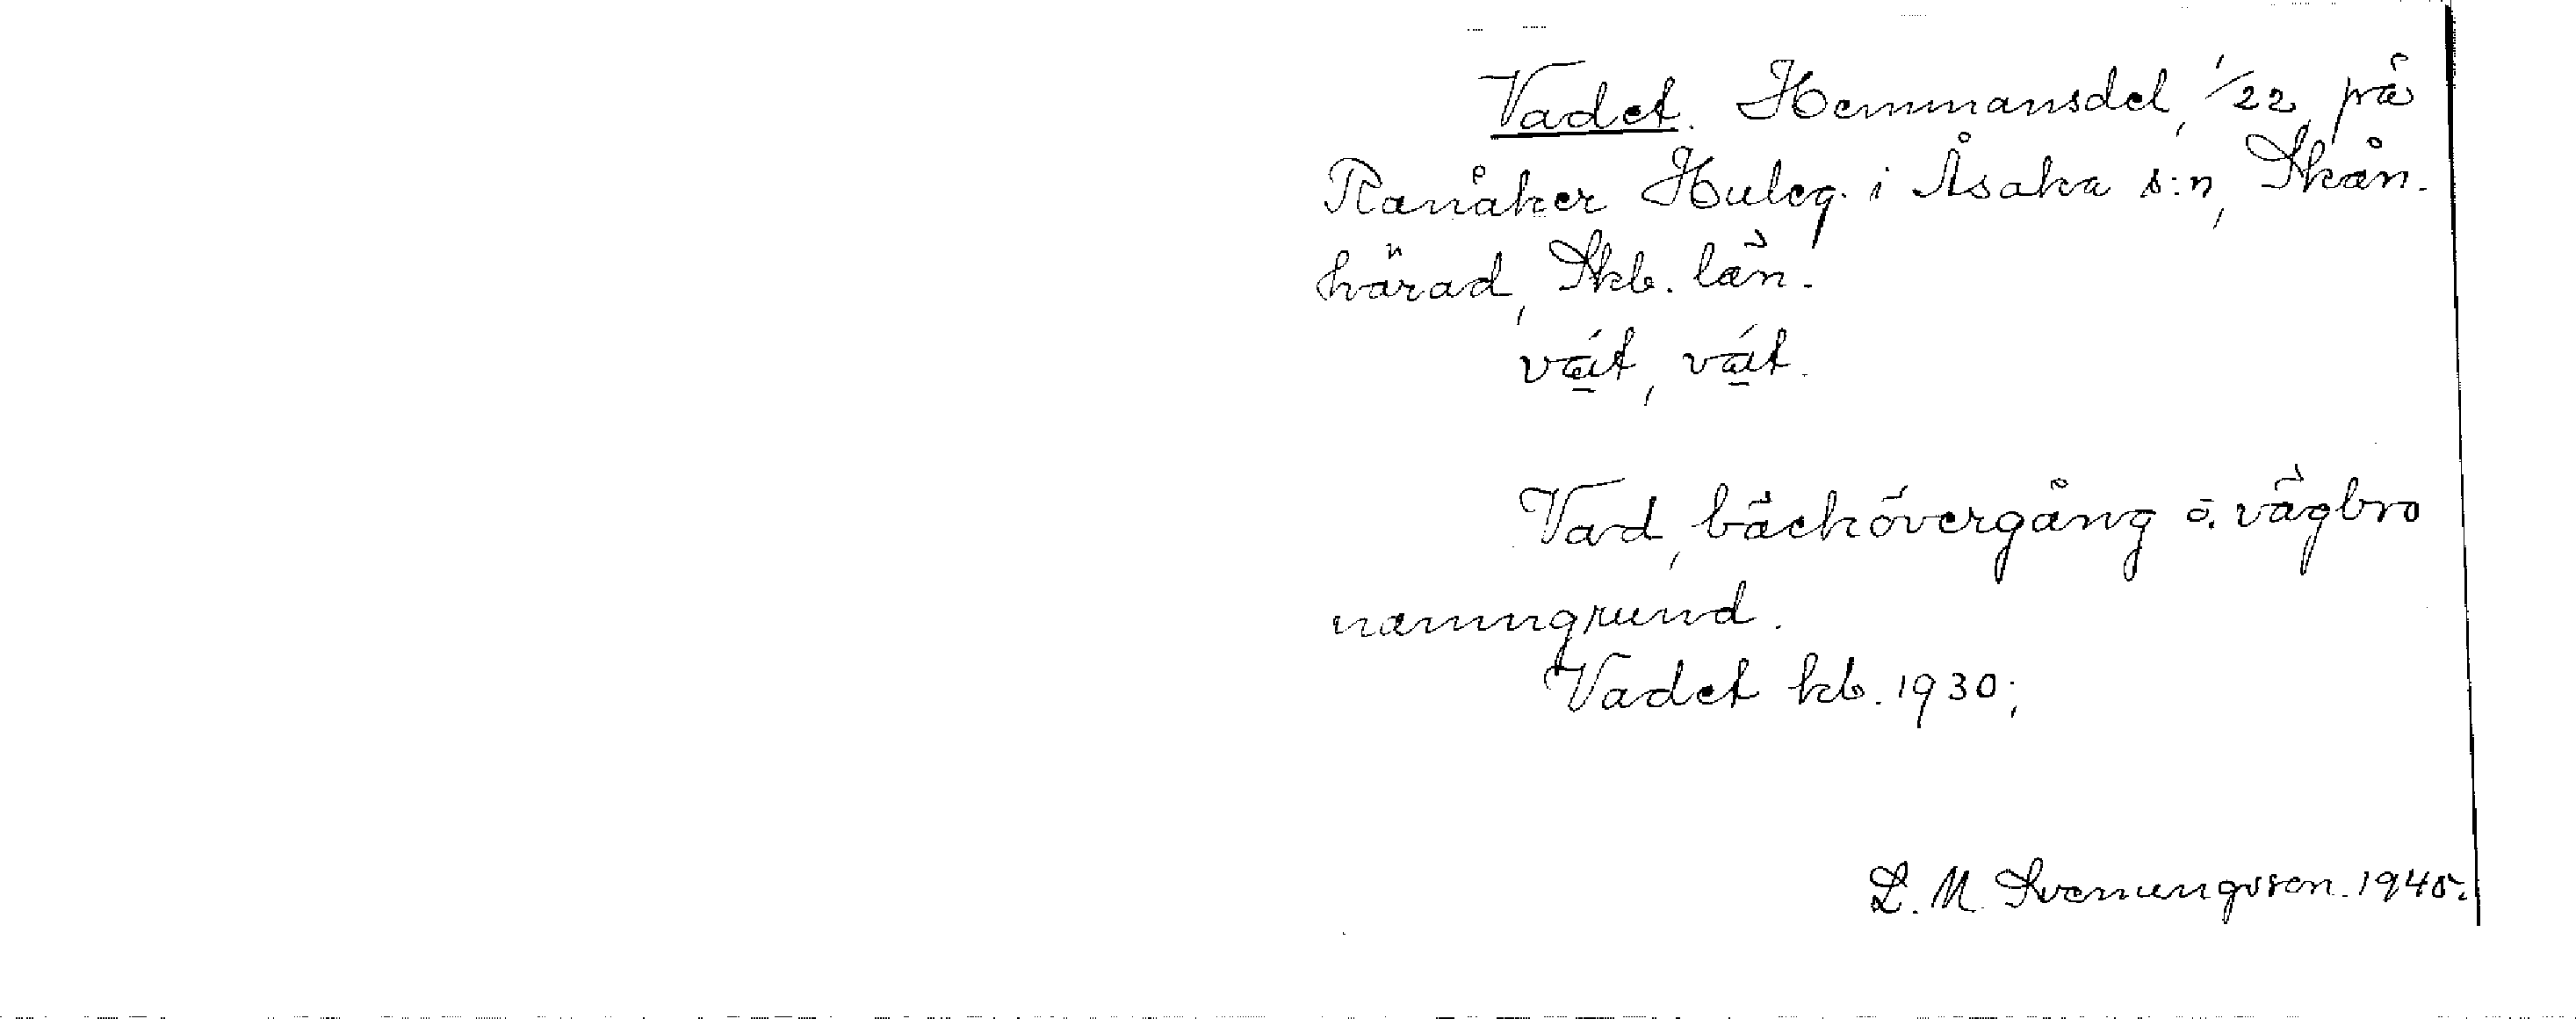 Vadet. Hemmansdel, 1/22, på
Ranåker Huleg. i Åsaka s:n, Skån.
härad, Skb. län.
vát, vát.
Vad, bäckövergång o. vägbro
namngrund.
Vadet kb. 1930;
L. M. Svenungsson. 1945.